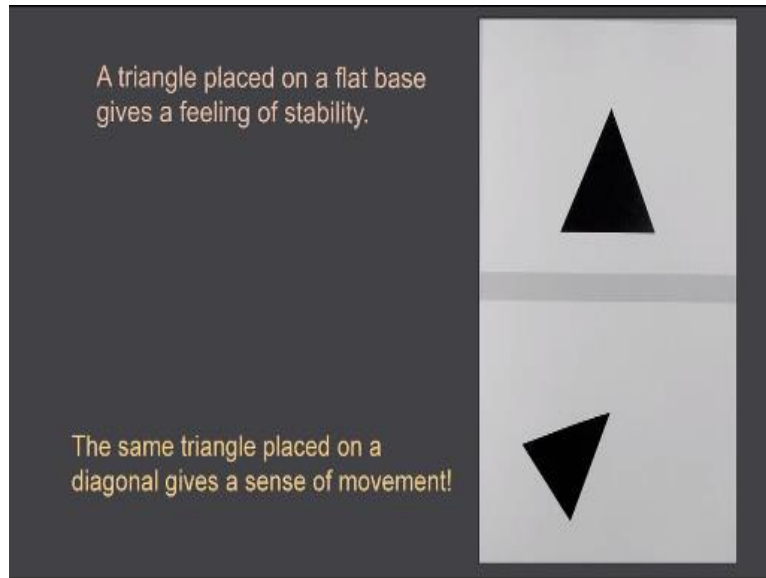 A triangle placed on a flat base
gives a feeling of stability.
The same triangle placed on a
diagonal gives a sense of movement!